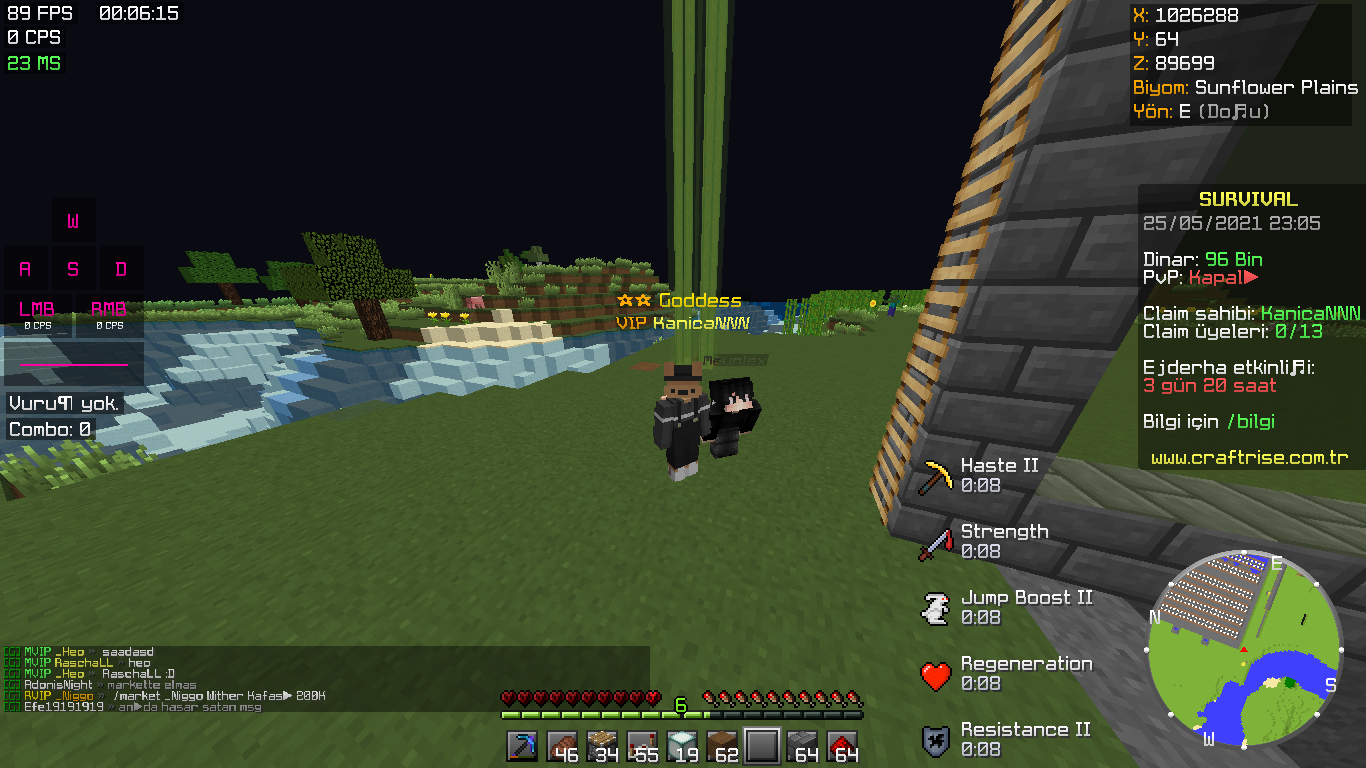 89 FPS 00:06:15
0 CPS
23 MS
X: 1026288
Y: 64
Z: 89699
Biyom: Sunflower Plains
Yön: E (Do♬u)
W
A S D
LMB RMB
0 CPS 0 CPS
Vuru¶ yok.
Combo: 0
SURVIVAL
25/05/2021 23:05
Dinar: 96 Bin
PvP: Kapal►
Claim sahibi: KanicaNNN
Claim üyeleri: 0/13
Ejderha etkinli♬i:
3 gün 20 saat
Bilgi için /bilgi
www.craftrise.com.tr
☆☆ Goddess
VIP KanicaNNN
Haste II
0:08
Strength
0:08
Jump Boost II
0:08
Regeneration
0:08
Resistance II
0:08
N E S W
MVIP _Heo » saadasd
MVIP RaschaLL » heo
MVIP _Heo » RaschaLL :D
AdonisNight » markette elmas
RVIP _Niggo » /market _Niggo Wither Kafas► 200K
Efe19191919 » an►da hasar satan msg
6
46 34 55 19 62 64 64